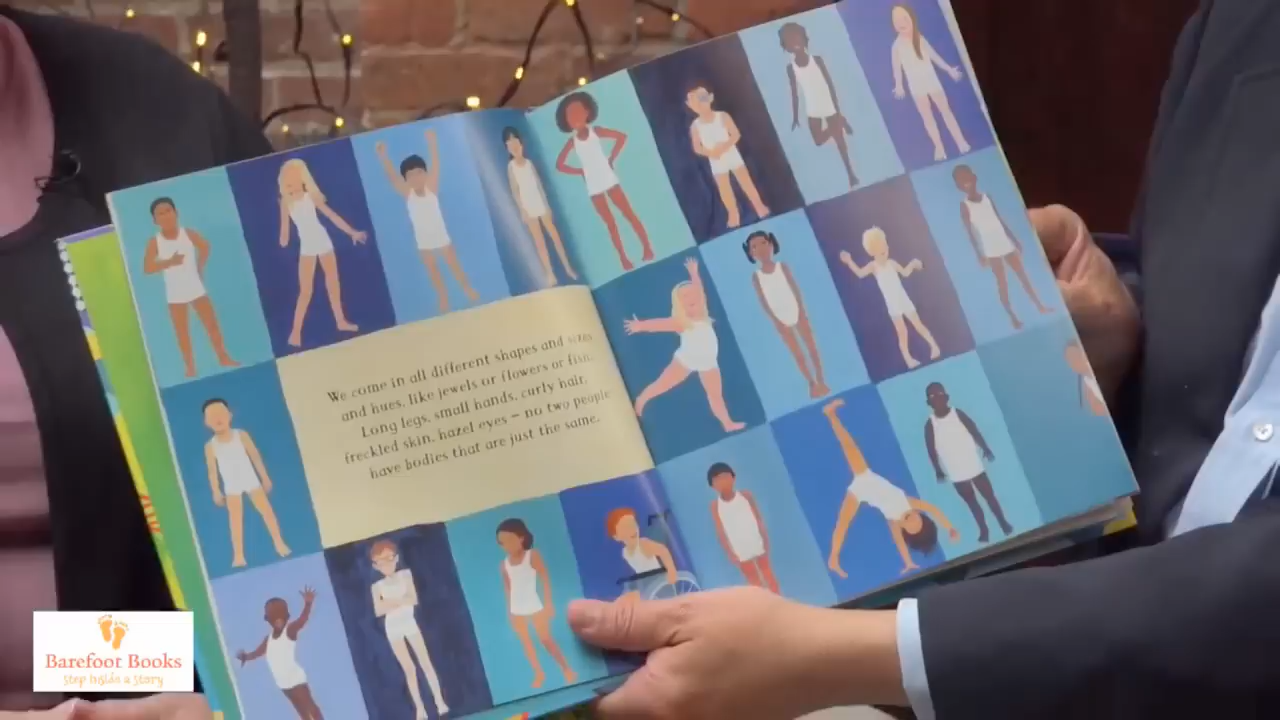 We come in all different shapes and sizes
and hues, like jewels or flowers or fish.
Long legs, small hands, curly hair,
freckled skin, hazel eyes – no two people
have bodies that are just the same.
Barefoot Books
Step inside a Story